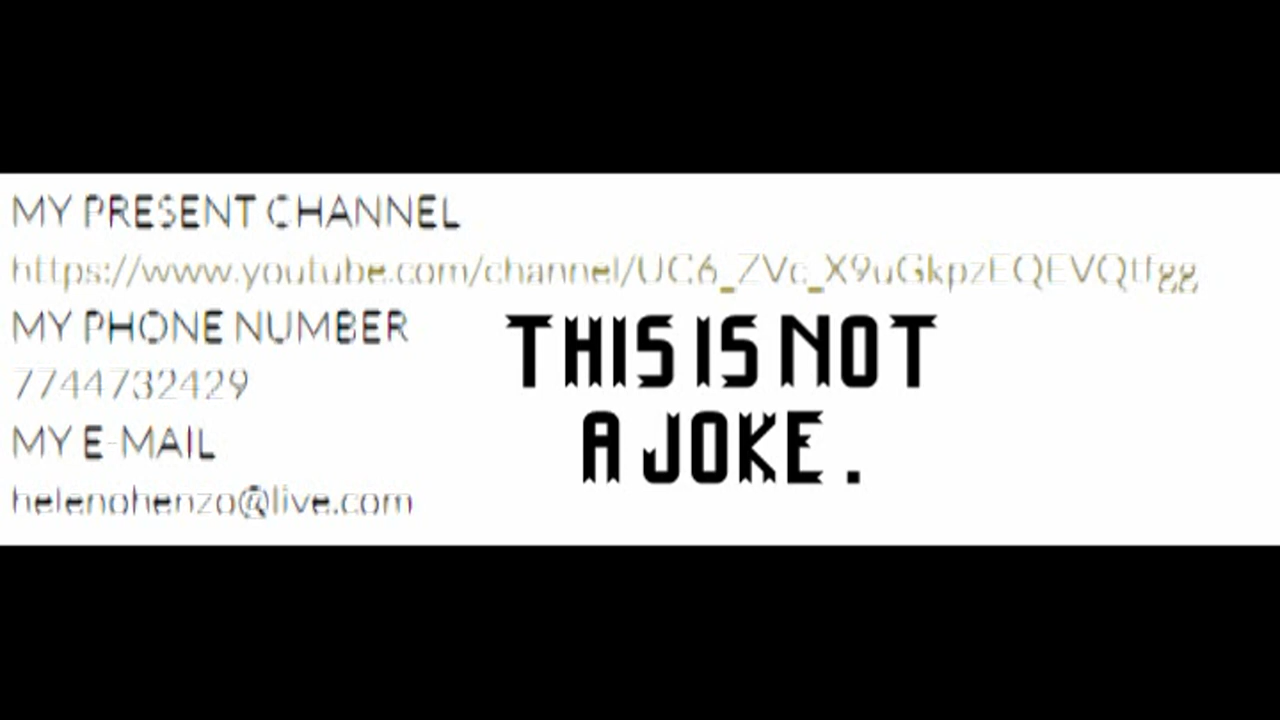 MY PRESENT CHANNEL
https://www.youtube.com/channel/UC6_ZVc_X9uGkpzEQEVQtfgg
MY PHONE NUMBER
7744732429
MY E-MAIL
helenohenzo@live.com
THIS IS NOT
A JOKE .